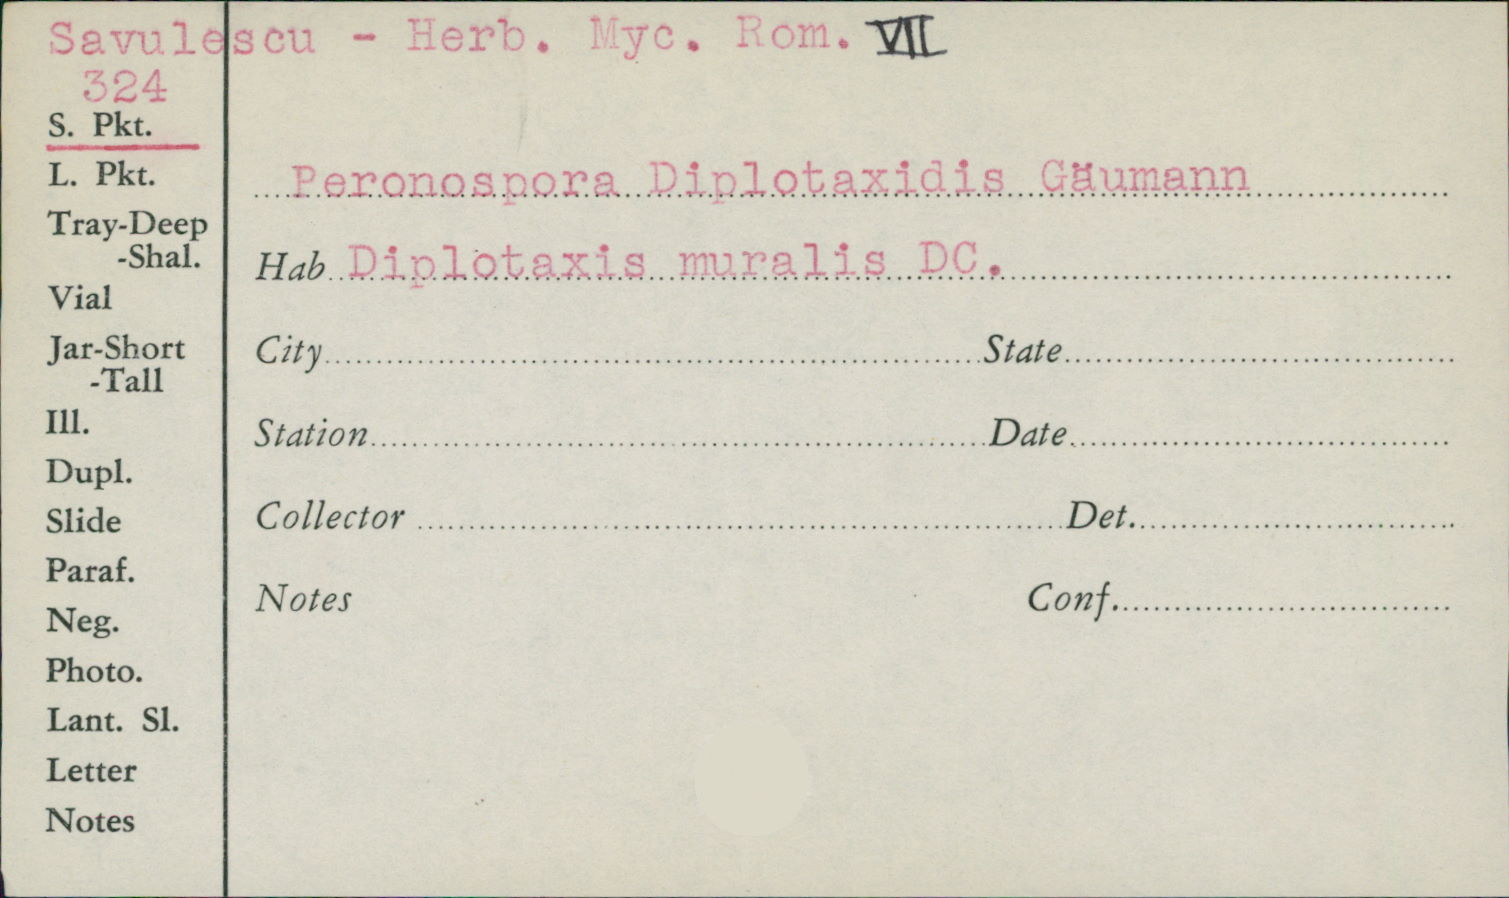 Savulescu - Herb. Myc. Rom. VII
324
S. Pkt.
L. Pkt.
Tray-Deep
-Shal.
Vial
Jar-Short
-Tall
Ill.
Dupl.
Slide
Paraf.
Neg.
Photo.
Lant. Sl.
Letter
Notes
Peronospora Diplotaxidis Gäumann
Hab Diplotaxis muralis DC.
City State
Station Date
Collector Det.
Notes Conf.